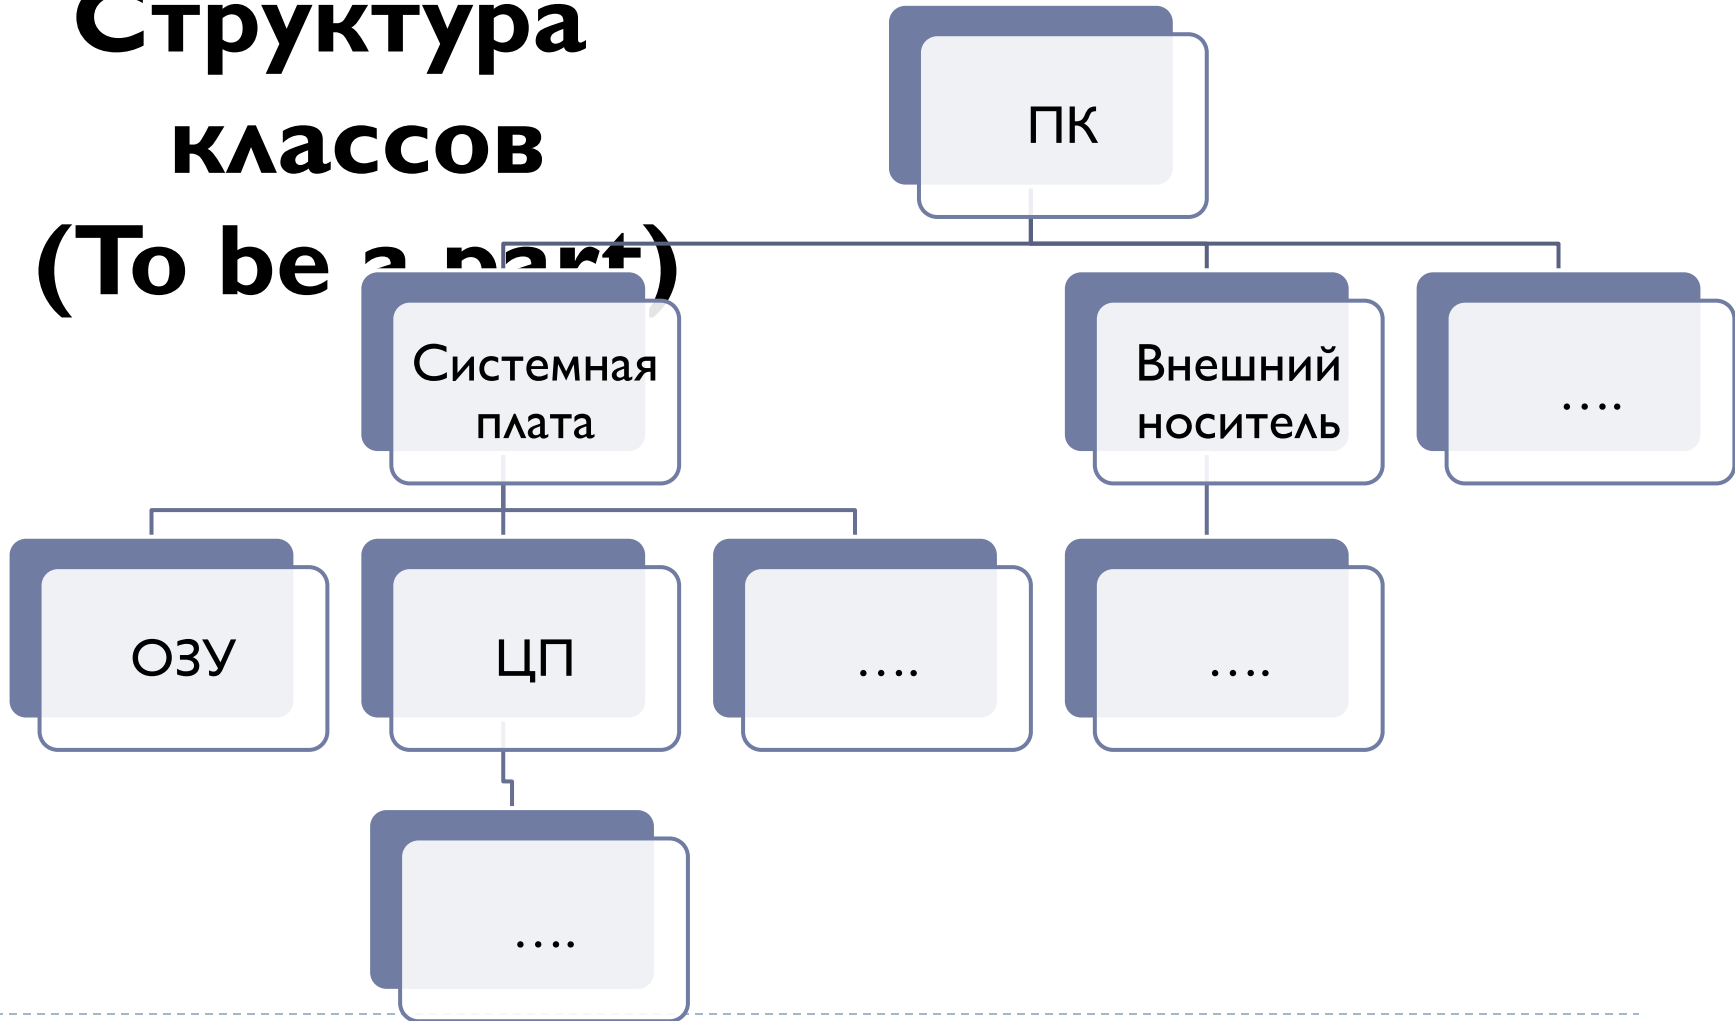 Структура
классов
(To be a part)
ПК
Системная
плата
Внешний
носитель
....
ОЗУ
ЦП
....
....
....